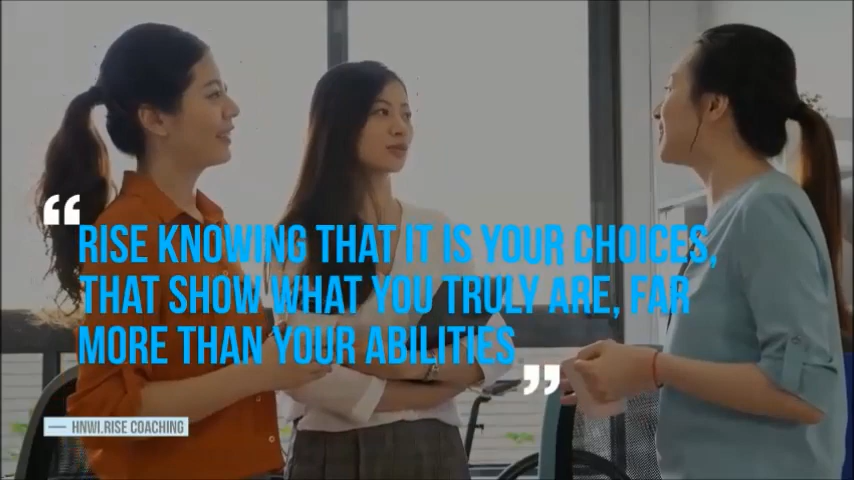 “
RISE KNOWING THAT IT IS YOUR CHOICES,
THAT SHOW WHAT YOU TRULY ARE, FAR
MORE THAN YOUR ABILITIES
”
— HNWI.RISE COACHING